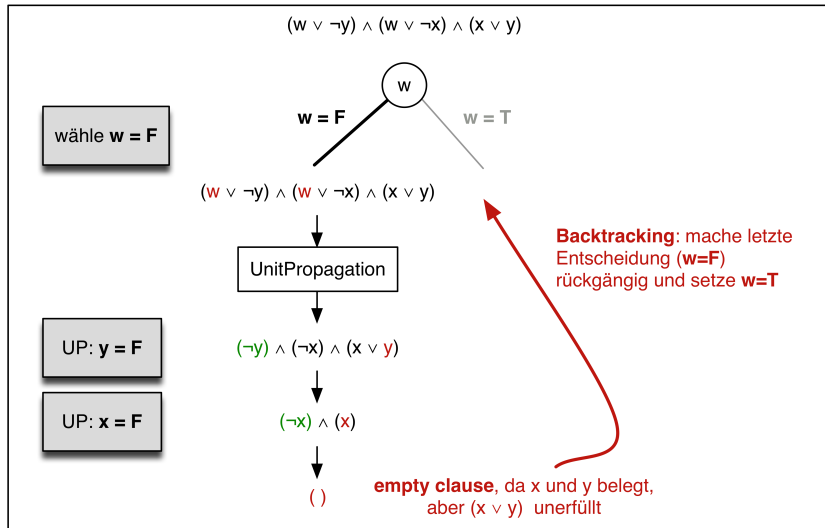 (w ∨ ¬y) ∧ (w ∨ ¬x) ∧ (x ∨ y)
w
w = F
w = T
wähle w = F
(w ∨ ¬y) ∧ (w ∨ ¬x) ∧ (x ∨ y)
UnitPropagation
Backtracking: mache letzte
Entscheidung (w=F)
rückgängig und setze w=T
UP: y = F
(¬y) ∧ (¬x) ∧ (x ∨ y)
UP: x = F
(¬x) ∧ (x)
( )
empty clause, da x und y belegt,
aber (x ∨ y) unerfüllt